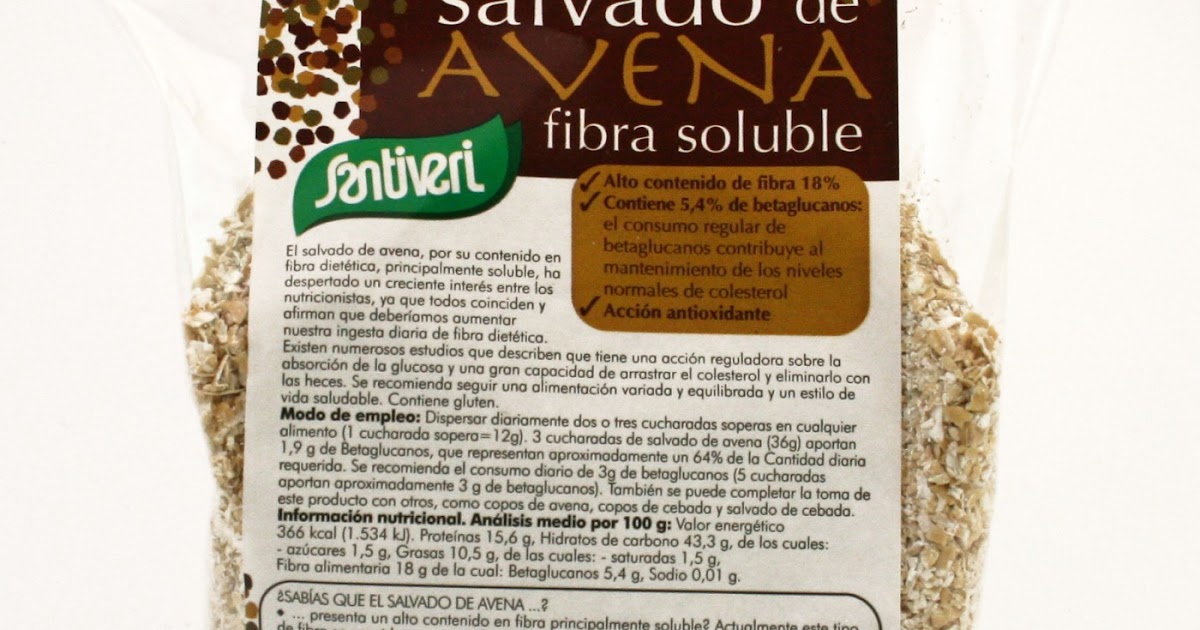 salvado de
AVENA
fibra soluble
Santiveri
✓ Alto contenido de fibra 18%
✓ Contiene 5,4% de betaglucanos:
el consumo regular de
betaglucanos contribuye al
mantenimiento de los niveles
normales de colesterol
✓ Acción antioxidante
El salvado de avena, por su contenido en
fibra dietética, principalmente soluble, ha
despertado un creciente interés entre los
nutricionistas, ya que todos coinciden y
afirman que deberíamos aumentar
nuestra ingesta diaria de fibra dietética.
Existen numerosos estudios que describen que tiene una acción reguladora sobre la
absorción de la glucosa y una gran capacidad de arrastrar el colesterol y eliminarlo con
las heces. Se recomienda seguir una alimentación variada y equilibrada y un estilo de
vida saludable. Contiene gluten.
Modo de empleo: Dispersar diariamente dos o tres cucharadas soperas en cualquier
alimento (1 cucharada sopera=12g). 3 cucharadas de salvado de avena (36g) aportan
1,9 g de Betaglucanos, que representan aproximadamente un 64% de la Cantidad diaria
requerida. Se recomienda el consumo diario de 3g de betaglucanos (5 cucharadas
aportan aproximadamente 3 g de betaglucanos). También se puede completar la toma de
este producto con otros, como copos de avena, copos de cebada y salvado de cebada.
Información nutricional. Análisis medio por 100 g: Valor energético
366 kcal (1.534 kJ). Proteínas 15,6 g, Hidratos de carbono 43,3 g, de los cuales:
- azúcares 1,5 g, Grasas 10,5 g, de las cuales: - saturadas 1,5 g,
Fibra alimentaria 18 g de la cual: Betaglucanos 5,4 g, Sodio 0,01 g.
¿SABÍAS QUE EL SALVADO DE AVENA ...?
• ... presenta un alto contenido en fibra principalmente soluble? Actualmente este tipo
de fibra